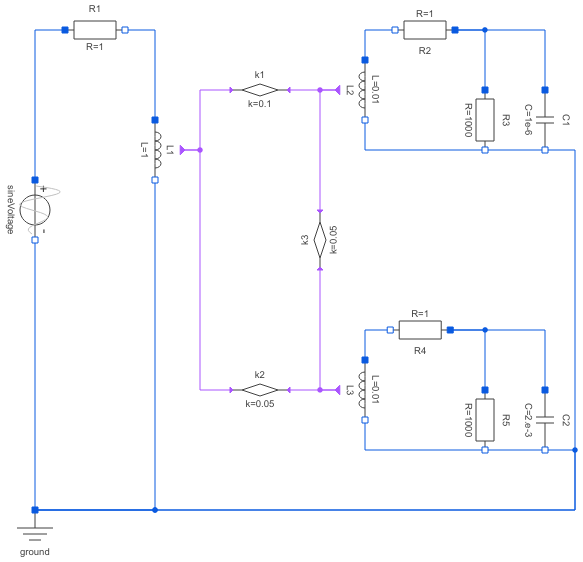 R1
R=1
L=1
L1
sineVoltage
+
-
ground
k1
k=0.1
k2
k=0.05
k3
k=0.05
R=1
R2
L2
L=0.01
R=1000
R3
C=1e-6
C1
R=1
R4
L3
L=0.01
R=1000
R5
C=2.e-3
C2